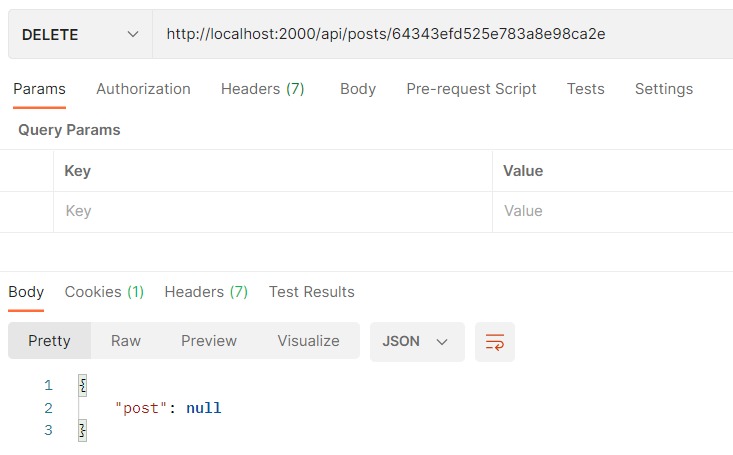 DELETE http://localhost:2000/api/posts/64343efd525e783a8e98ca2e
Params Authorization Headers (7) Body Pre-request Script Tests Settings
Query Params
Key Value
Key Value
Body Cookies (1) Headers (7) Test Results
Pretty Raw Preview Visualize JSON
1 {
2 "post": null
3 }